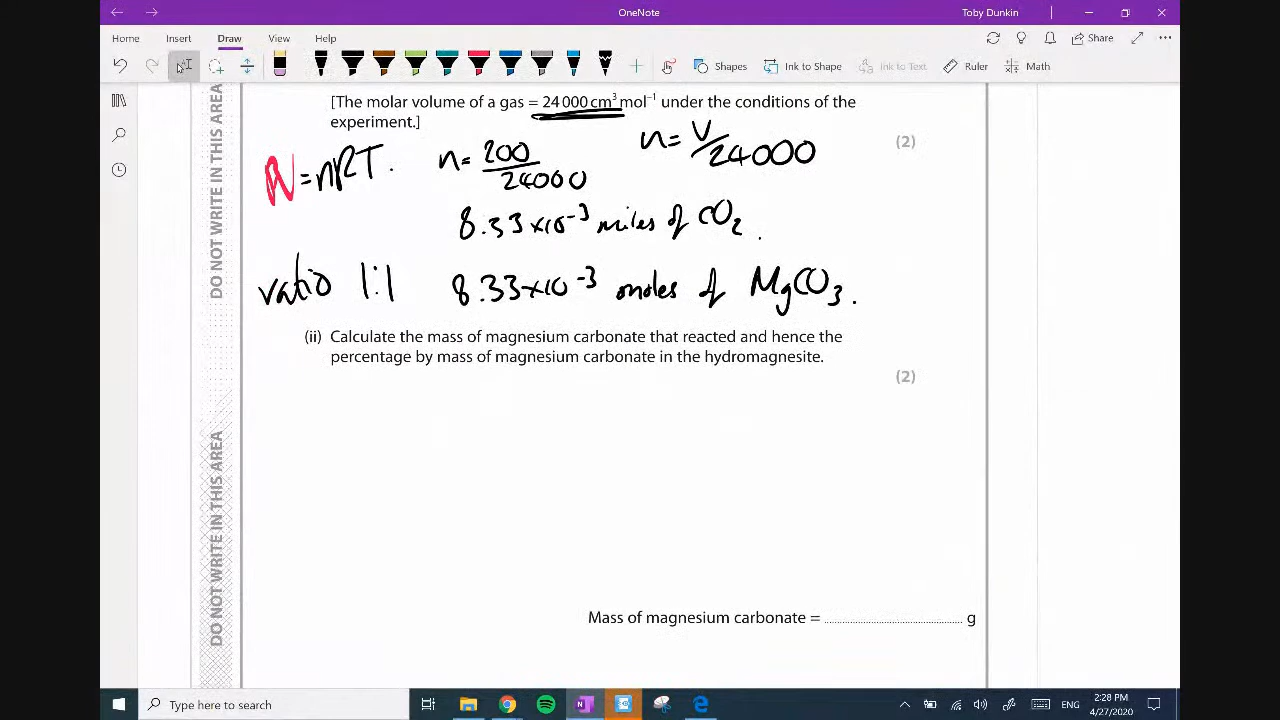 OneNote
Toby Dunkin
Home Insert Draw View Help
Share
Shapes Ink to Shape Ink to Text Ruler Math
[The molar volume of a gas = 24 000 cm³ mol⁻¹ under the conditions of the
experiment.]
(2)
PV = nRT.
n = 200/24000
n = V/24000
8.33×10⁻³ moles of CO₂.
ratio 1:1 8.33×10⁻³ moles of MgCO₃.
(ii) Calculate the mass of magnesium carbonate that reacted and hence the
percentage by mass of magnesium carbonate in the hydromagnesite.
(2)
Mass of magnesium carbonate = ........................................ g
DO NOT WRITE IN THIS AREA
DO NOT WRITE IN THIS AREA
Type here to search
ENG
2:28 PM
4/27/2020